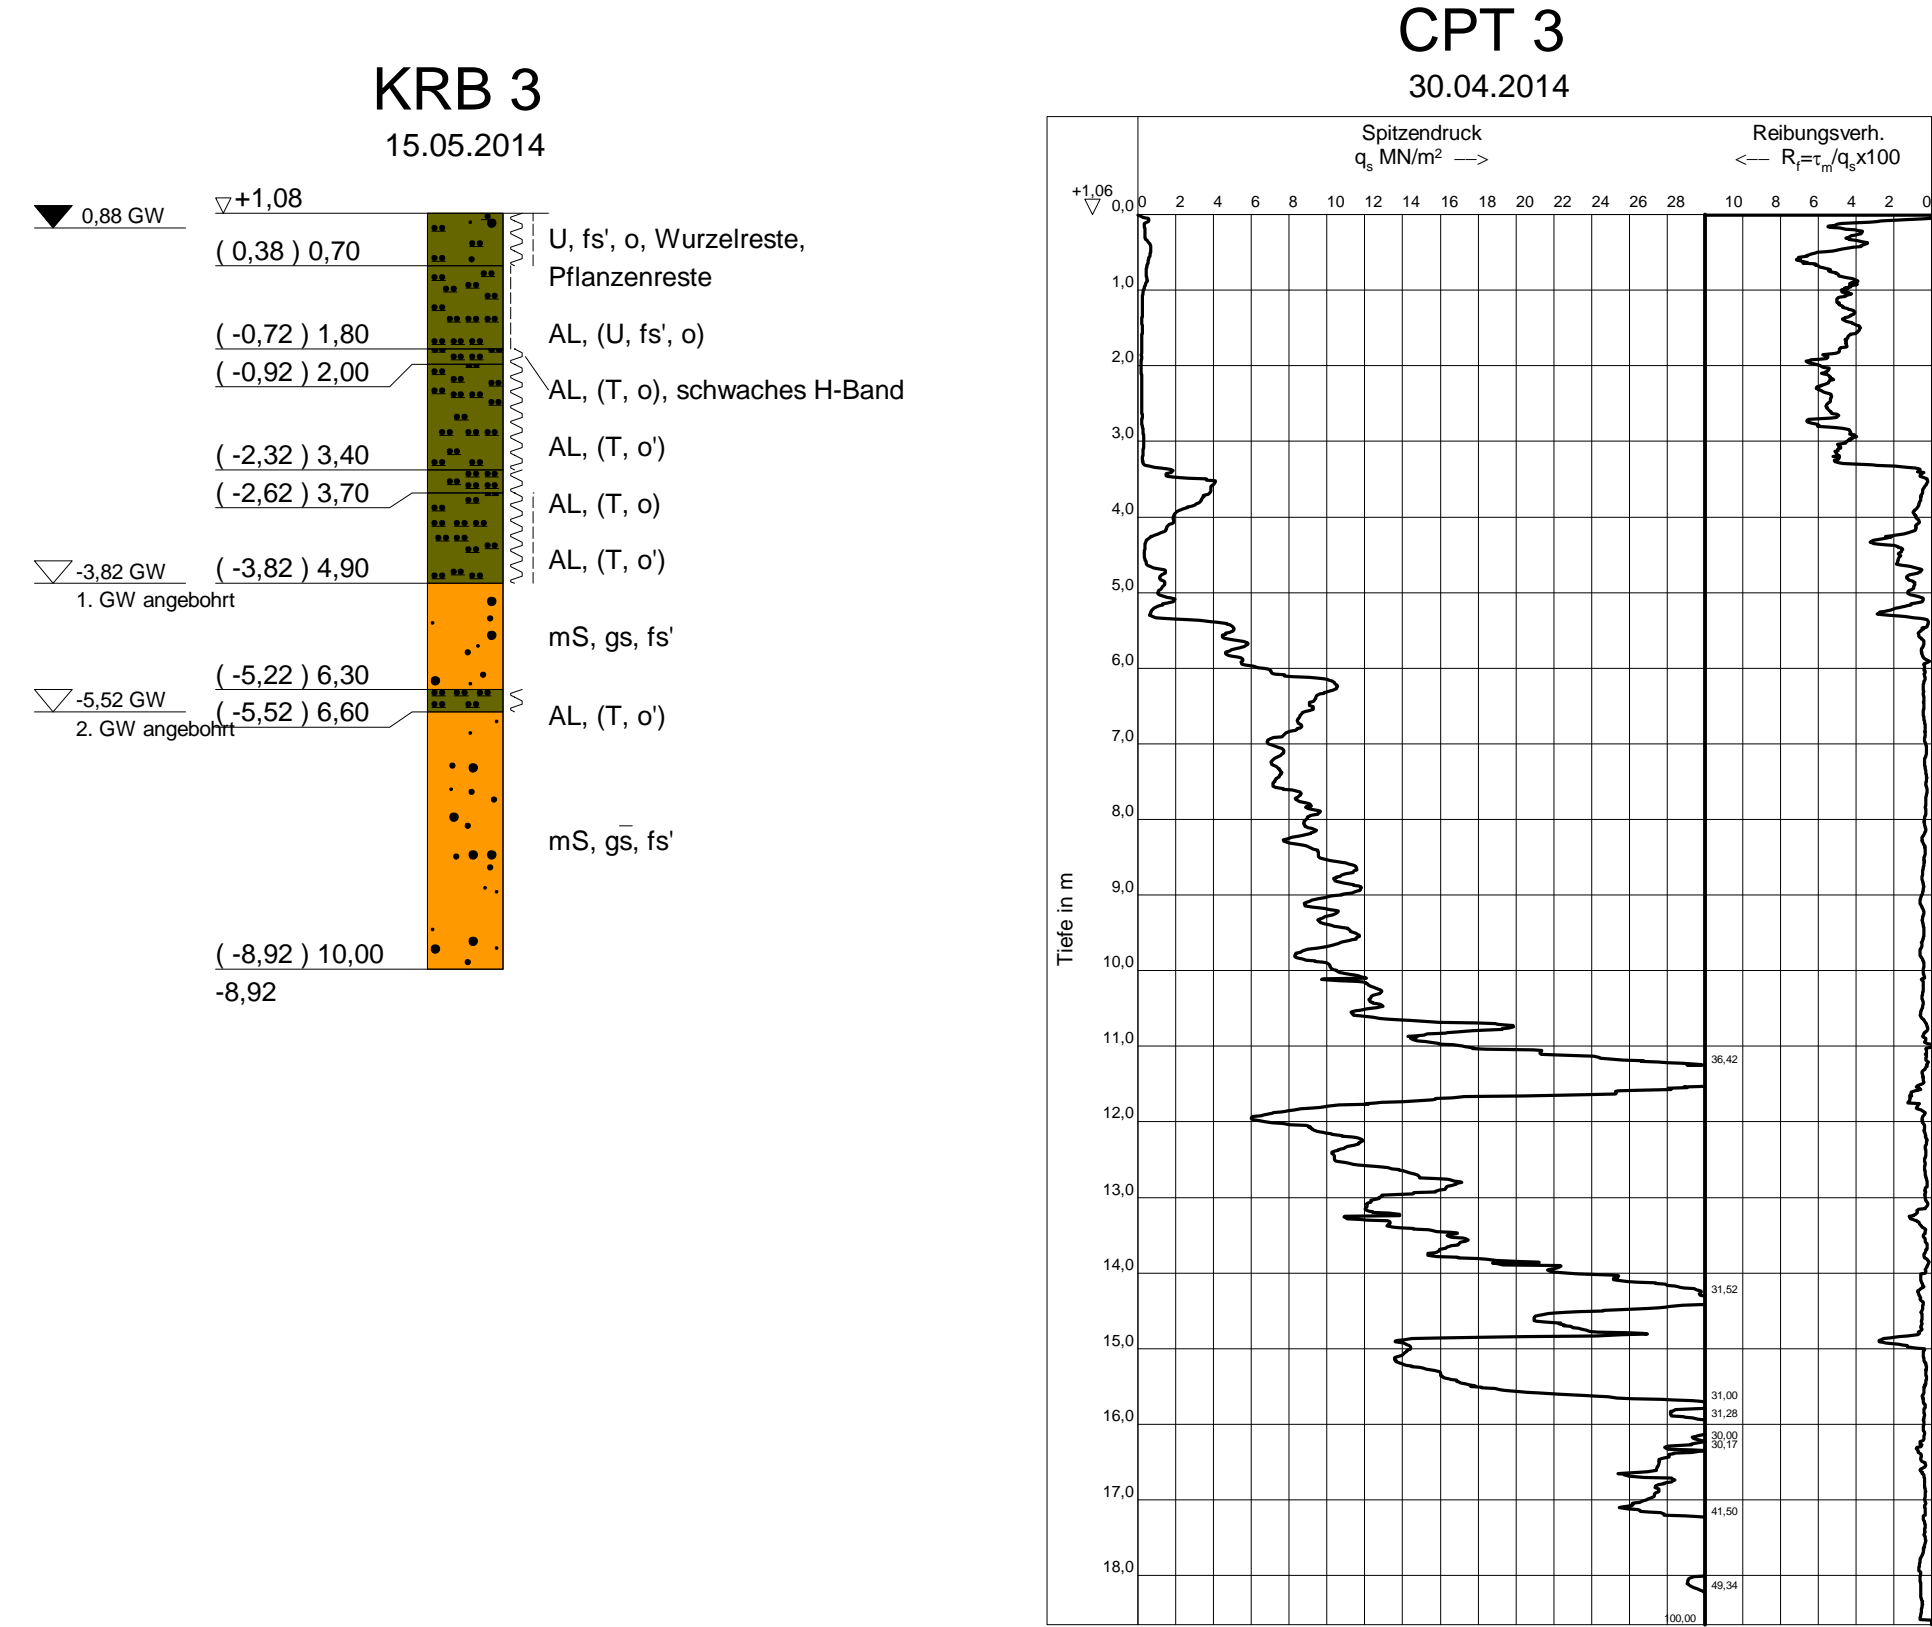 KRB 3
15.05.2014
+1,08
0,88 GW
( 0,38 ) 0,70
U, fs', o, Wurzelreste,
Pflanzenreste
( -0,72 ) 1,80
AL, (U, fs', o)
( -0,92 ) 2,00
AL, (T, o), schwaches H-Band
( -2,32 ) 3,40
AL, (T, o')
( -2,62 ) 3,70
AL, (T, o)
( -3,82 ) 4,90
AL, (T, o')
-3,82 GW
1. GW angebohrt
mS, gs, fs'
( -5,22 ) 6,30
-5,52 GW
( -5,52 ) 6,60
AL, (T, o')
2. GW angebohrt
mS, gs̅, fs'
( -8,92 ) 10,00
-8,92
CPT 3
30.04.2014
Spitzendruck
qs MN/m² —–>
Reibungsverh.
<—– Rf=τm/qsx100
+1,06
0 2 4 6 8 10 12 14 16 18 20 22 24 26 28
10 8 6 4 2 0
Tiefe in m
0,0
1,0
2,0
3,0
4,0
5,0
6,0
7,0
8,0
9,0
10,0
11,0
12,0
13,0
14,0
15,0
16,0
17,0
18,0
36,42
31,52
31,00
31,28
30,00
30,17
41,50
49,34
100,00